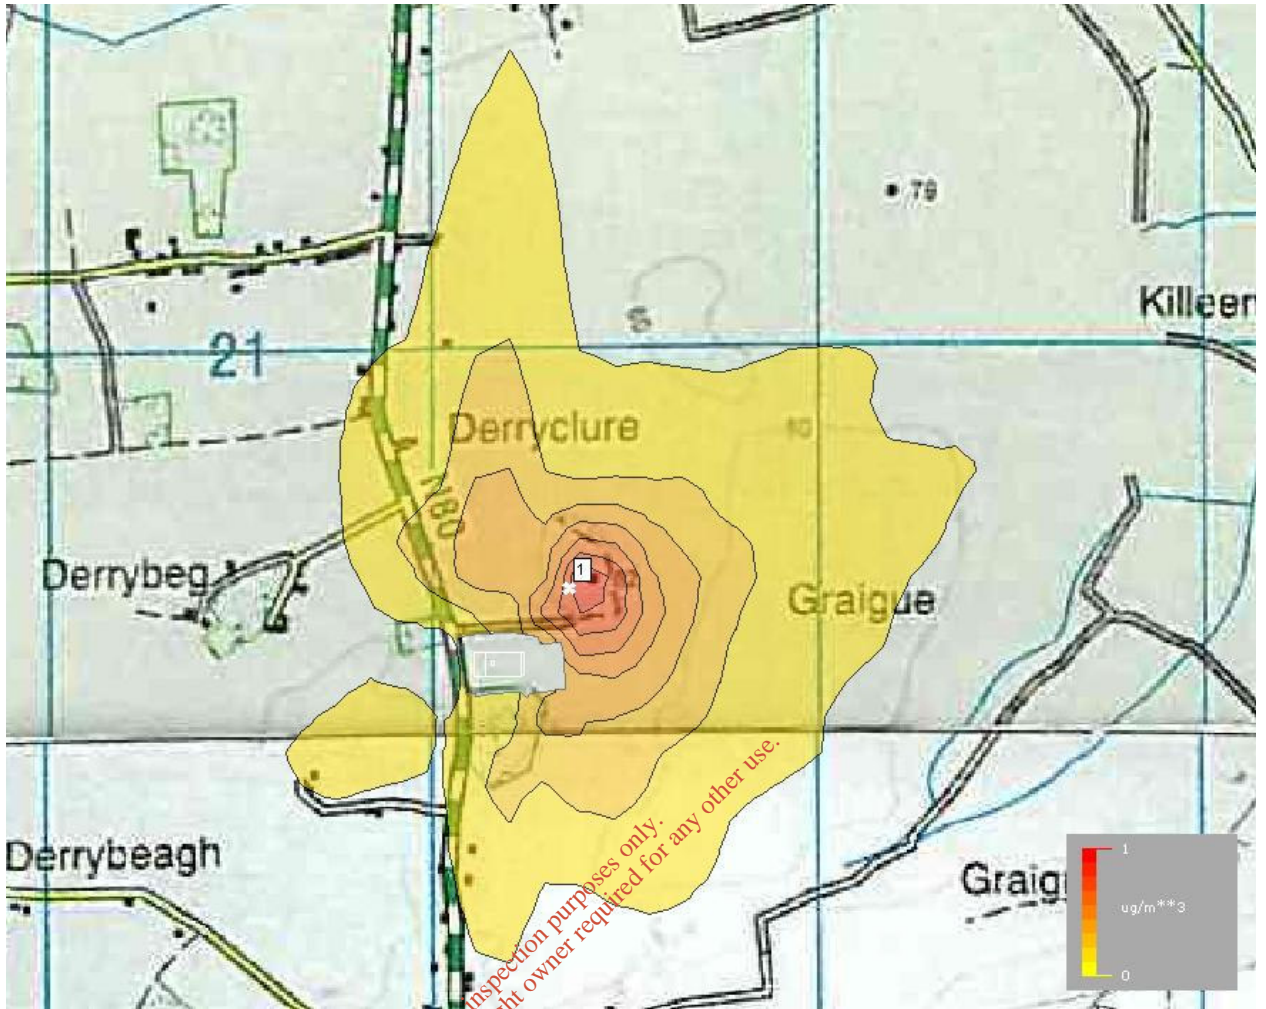 79
Killeen
21
Derryclure
80
N80
1
Derrybeg
Graigue
inspection purposes only.
ht owner required for any other use.
Derrybeagh
Graig
1
ug/m**3
0